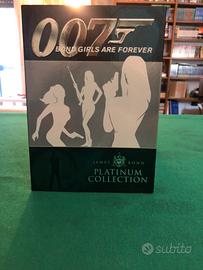 007
BOND GIRLS ARE FOREVER
JAMES BOND
PLATINUM
COLLECTION
subito